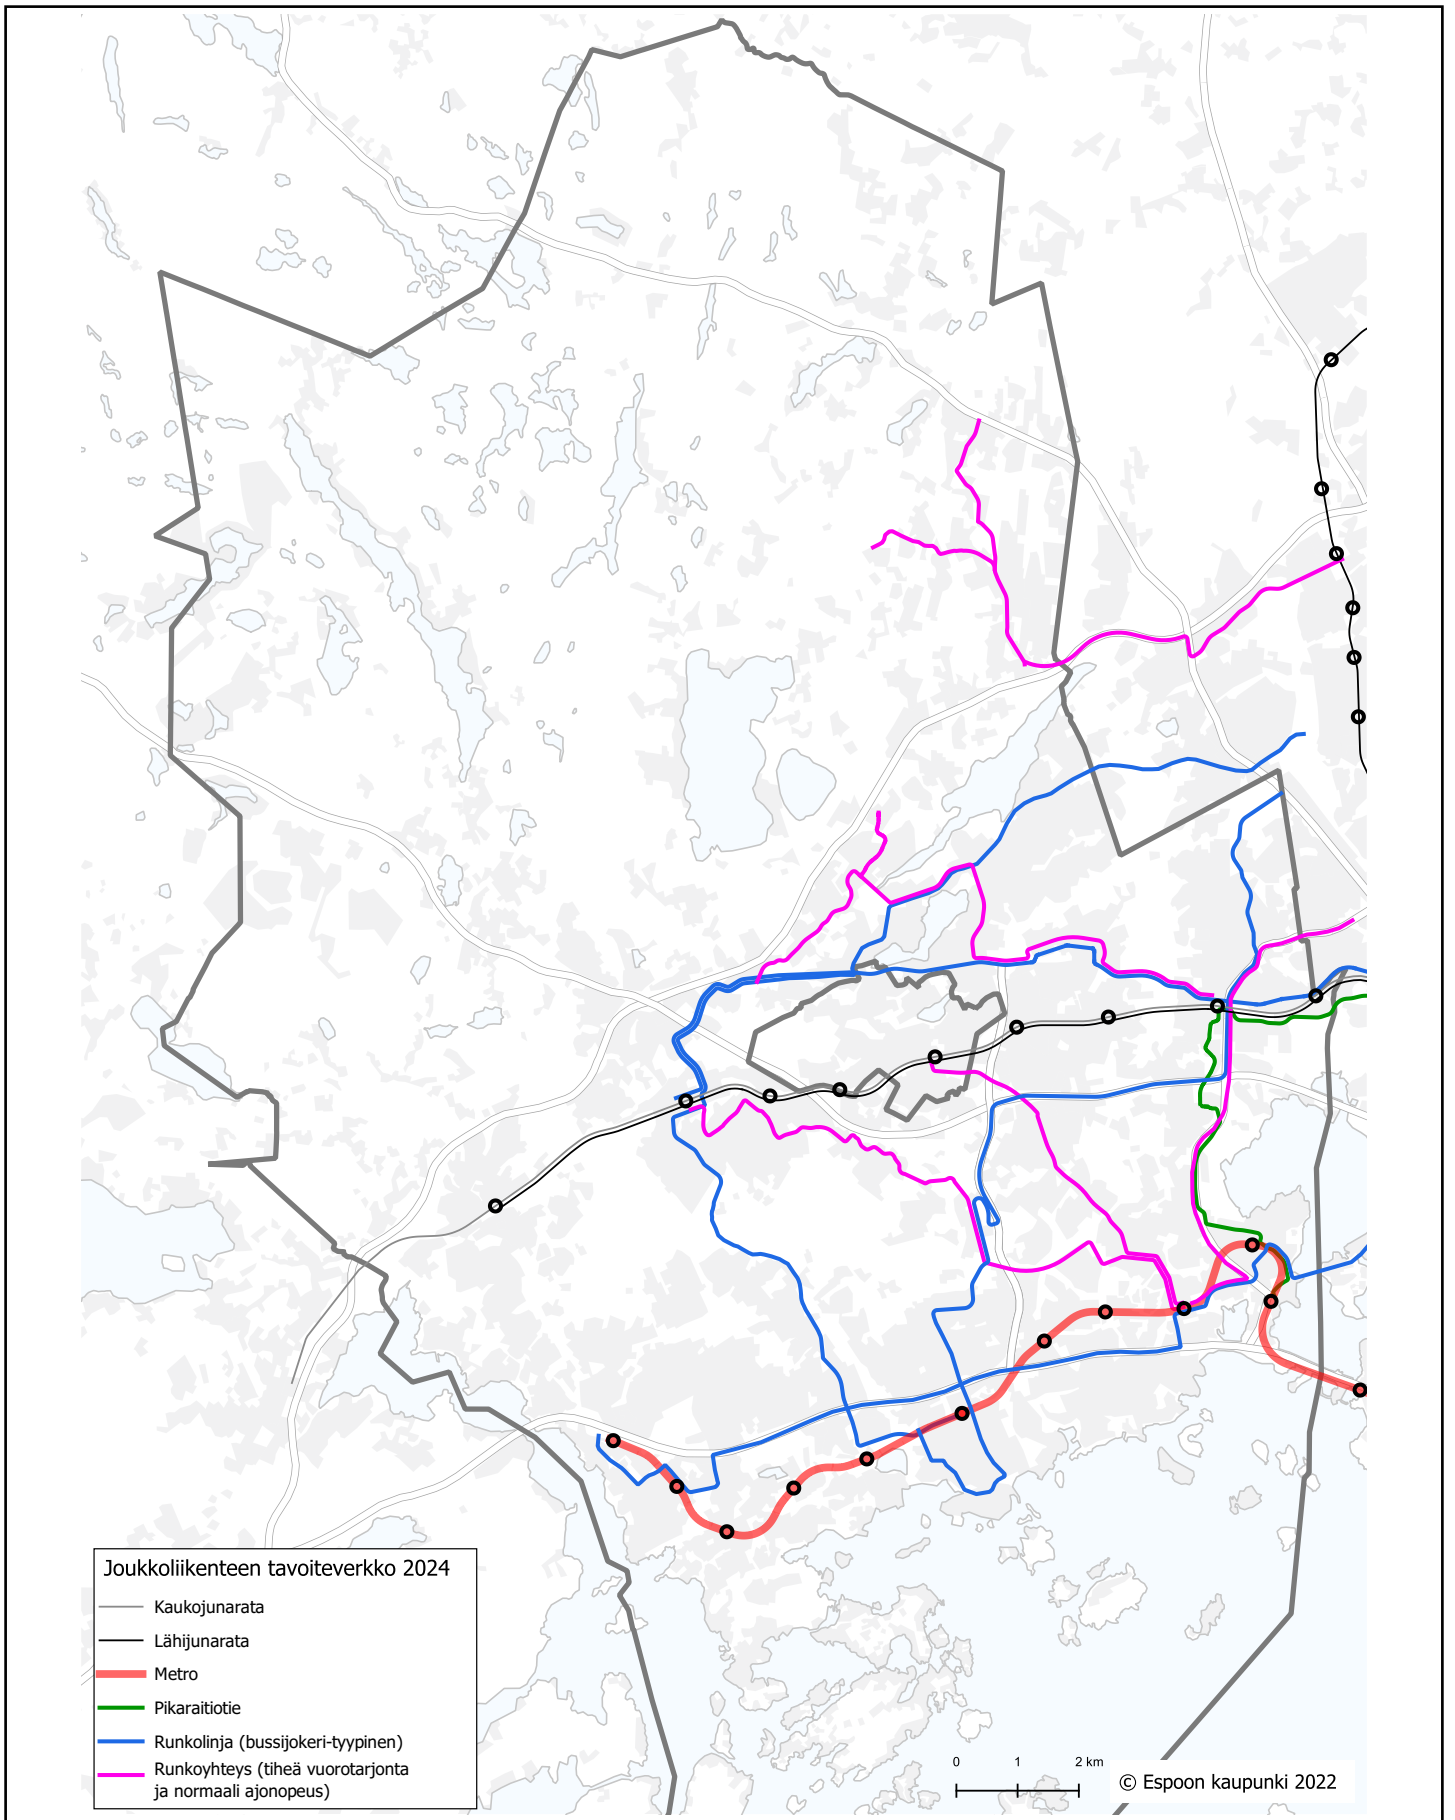 Joukkoliikenteen tavoiteverkko 2024
Kaukojunarata
Lähijunarata
Metro
Pikaraitiotie
Runkolinja (bussijokeri-tyypinen)
Runkoyhteys (tiheä vuorotarjonta
ja normaali ajonopeus)
0 1 2 km
© Espoon kaupunki 2022